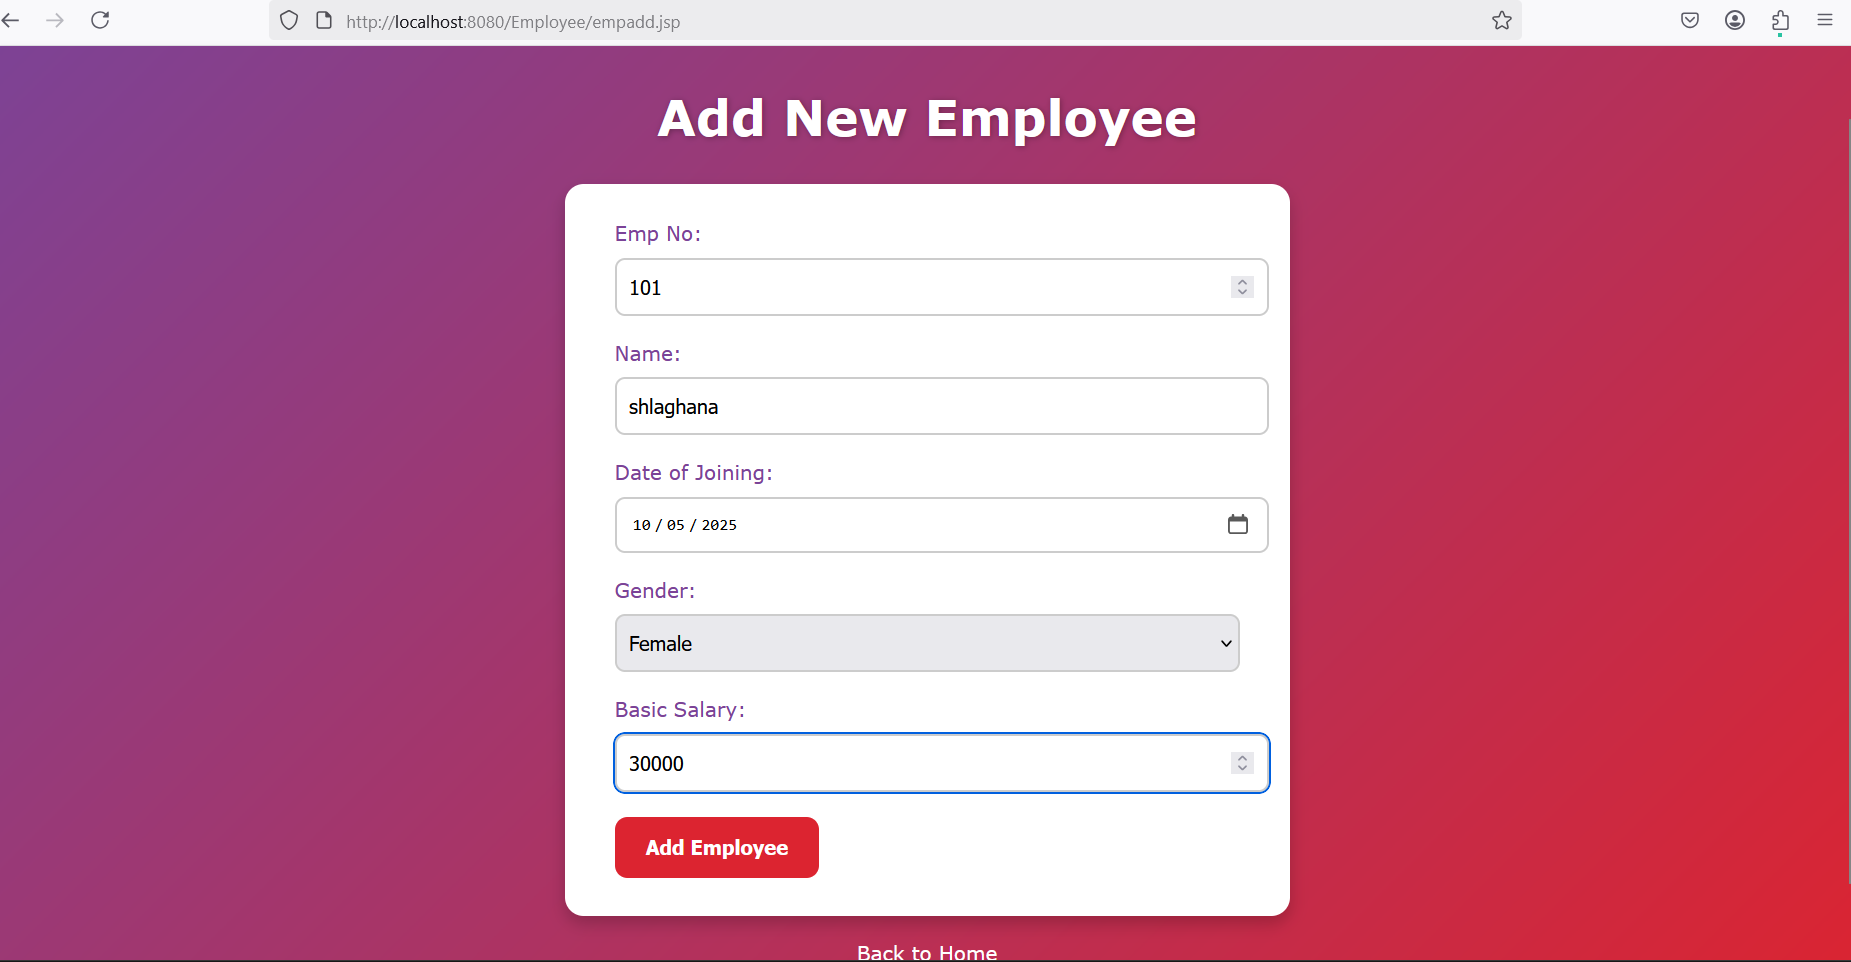 http://localhost:8080/Employee/empadd.jsp
Add New Employee
Emp No:
101
Name:
shlaghana
Date of Joining:
10 / 05 / 2025
Gender:
Female
Basic Salary:
30000
Add Employee
Back to Home